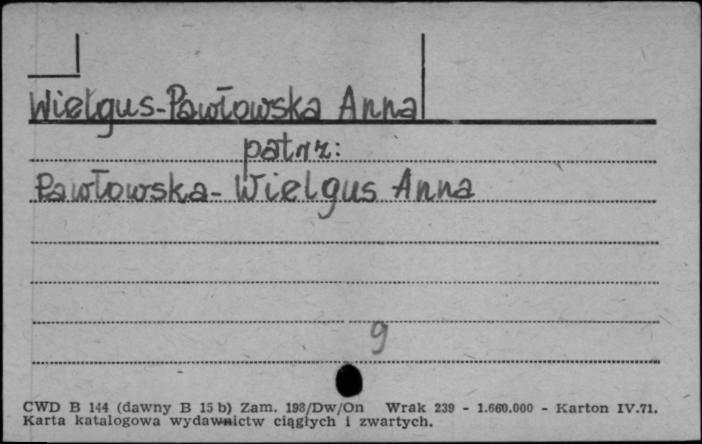 Wielgus-Pawłowska Anna
patrz:
Pawłowska-Wielgus Anna
9
CWD B 144 (dawny B 15 b) Zam. 198/Dw/On Wrak 239 - 1.660.000 - Karton IV.71.
Karta katalogowa wydawnictw ciągłych i zwartych.